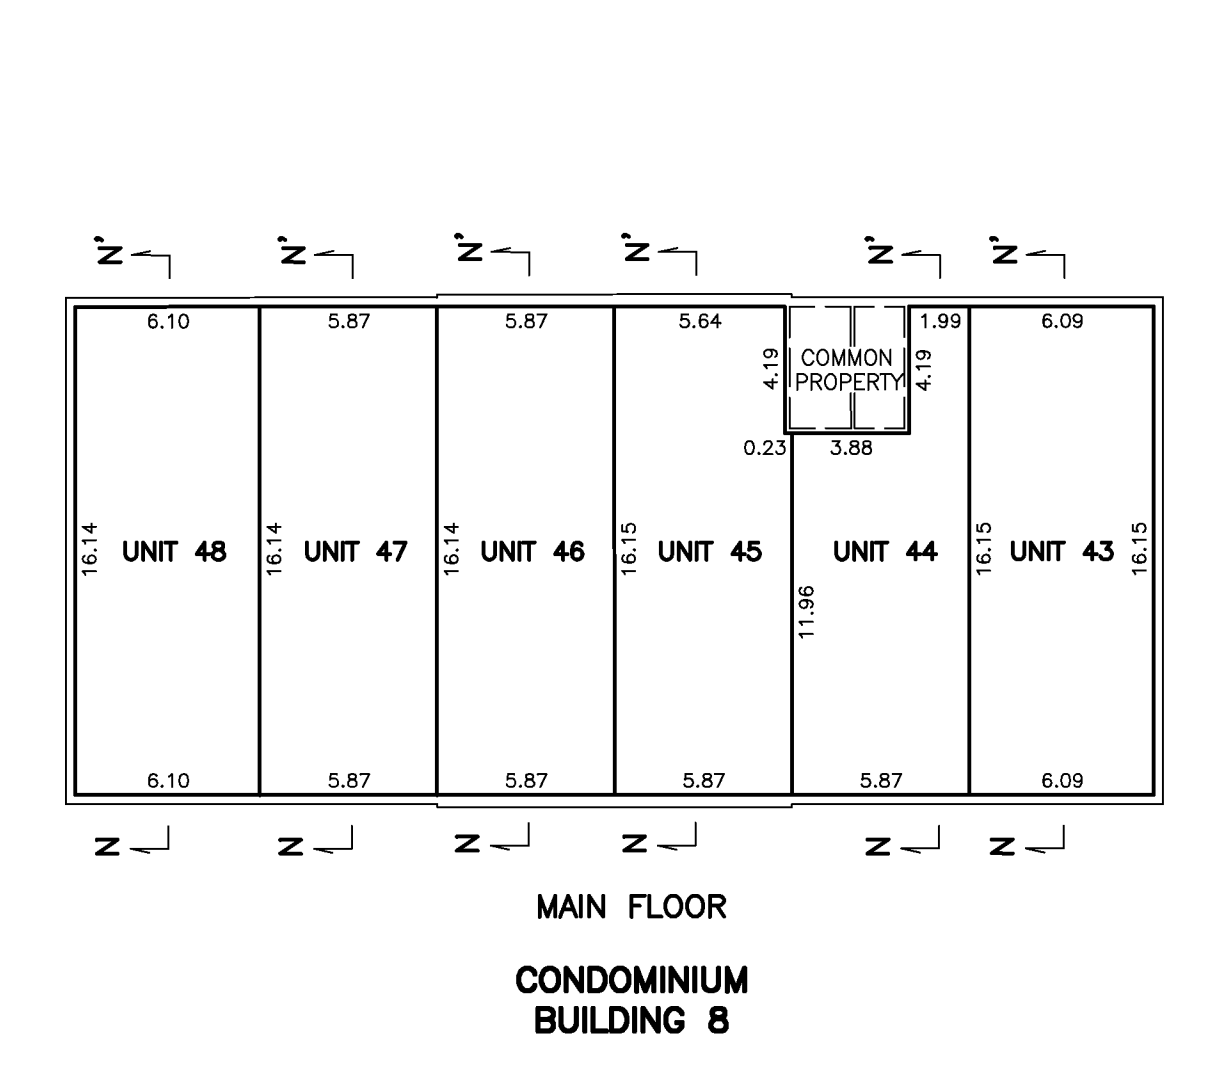 N' N' N' N' N' N'
6.10 5.87 5.87 5.64 1.99 6.09
4.19 COMMON 4.19
PROPERTY
0.23 3.88
16.14 UNIT 48 16.14 UNIT 47 16.14 UNIT 46 16.15 UNIT 45 UNIT 44 16.15 UNIT 43 16.15
11.96
6.10 5.87 5.87 5.87 5.87 6.09
N N N N N N
MAIN FLOOR
CONDOMINIUM
BUILDING 8